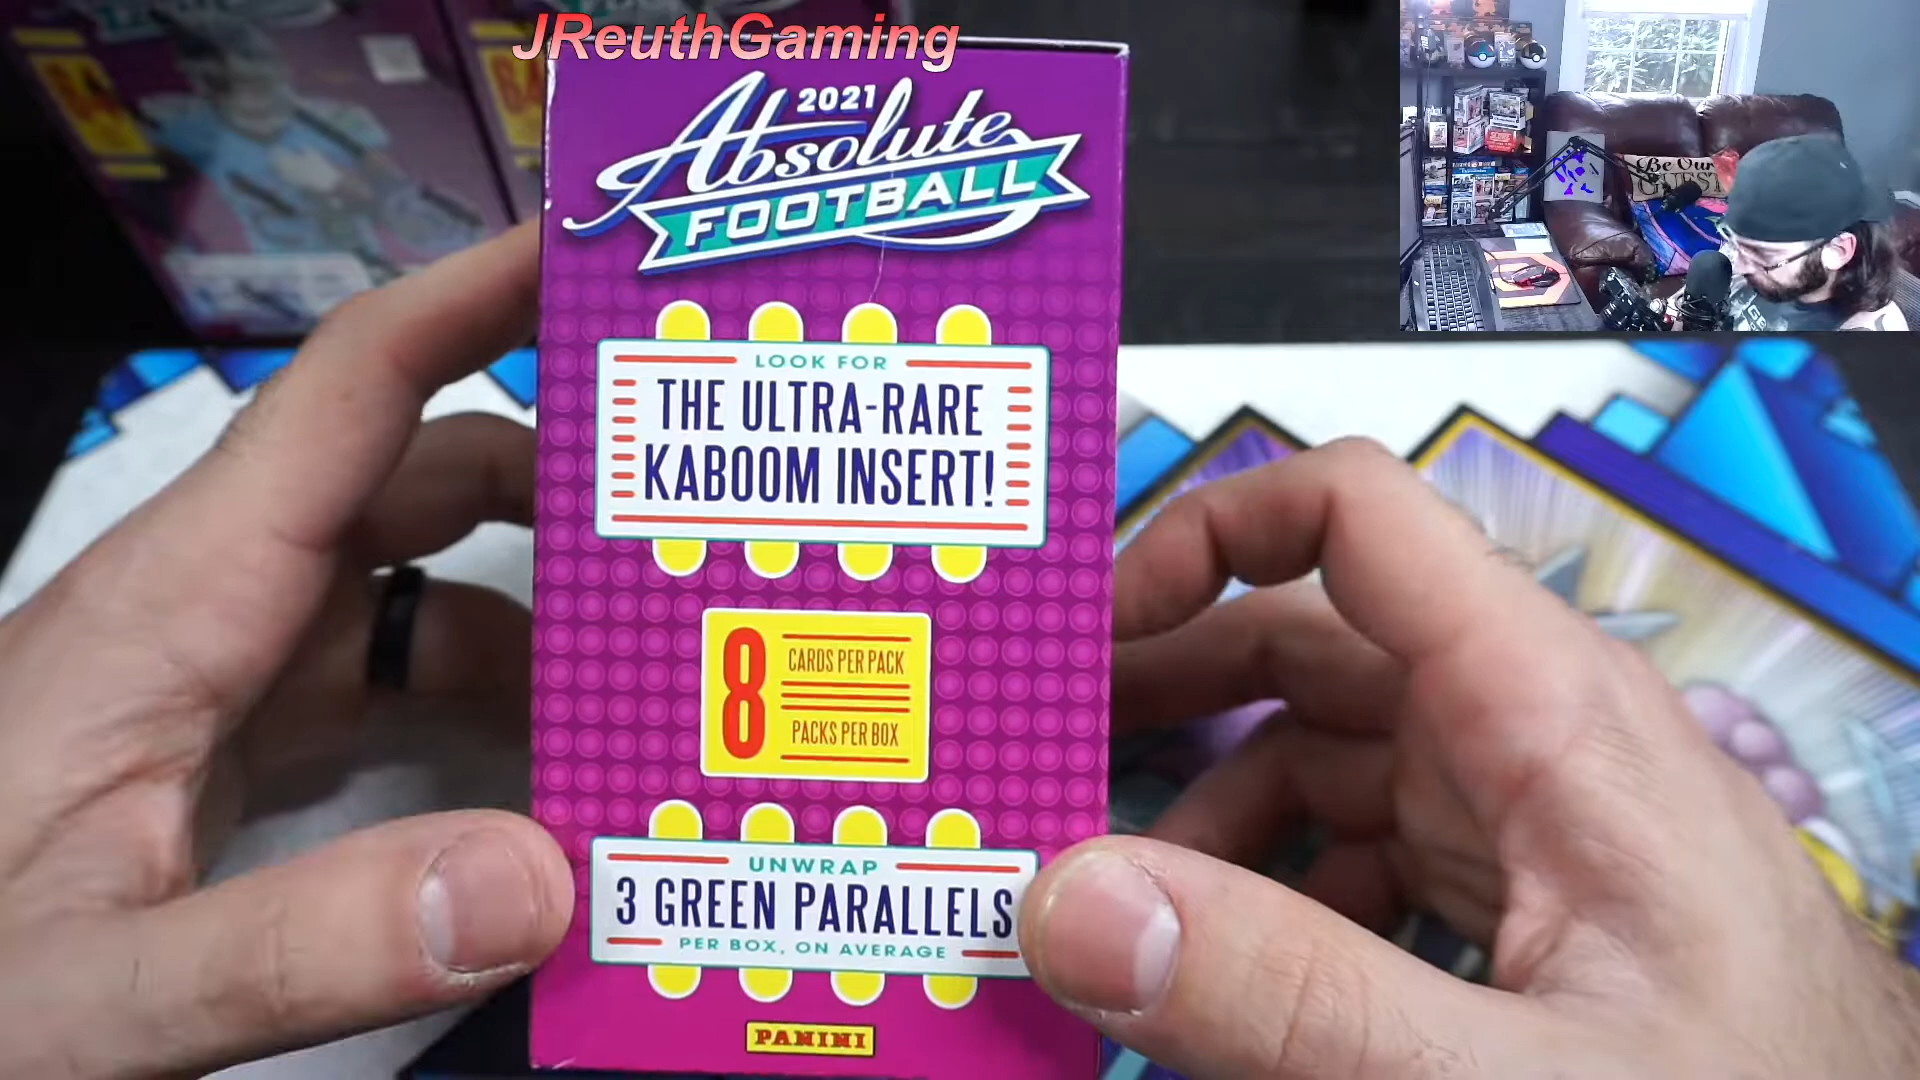 JReuthGaming
2021
Absolute
FOOTBALL
LOOK FOR
THE ULTRA-RARE
KABOOM INSERT!
8
CARDS PER PACK
PACKS PER BOX
UNWRAP
3 GREEN PARALLELS
PER BOX, ON AVERAGE
PANINI
Be Our
GUEST